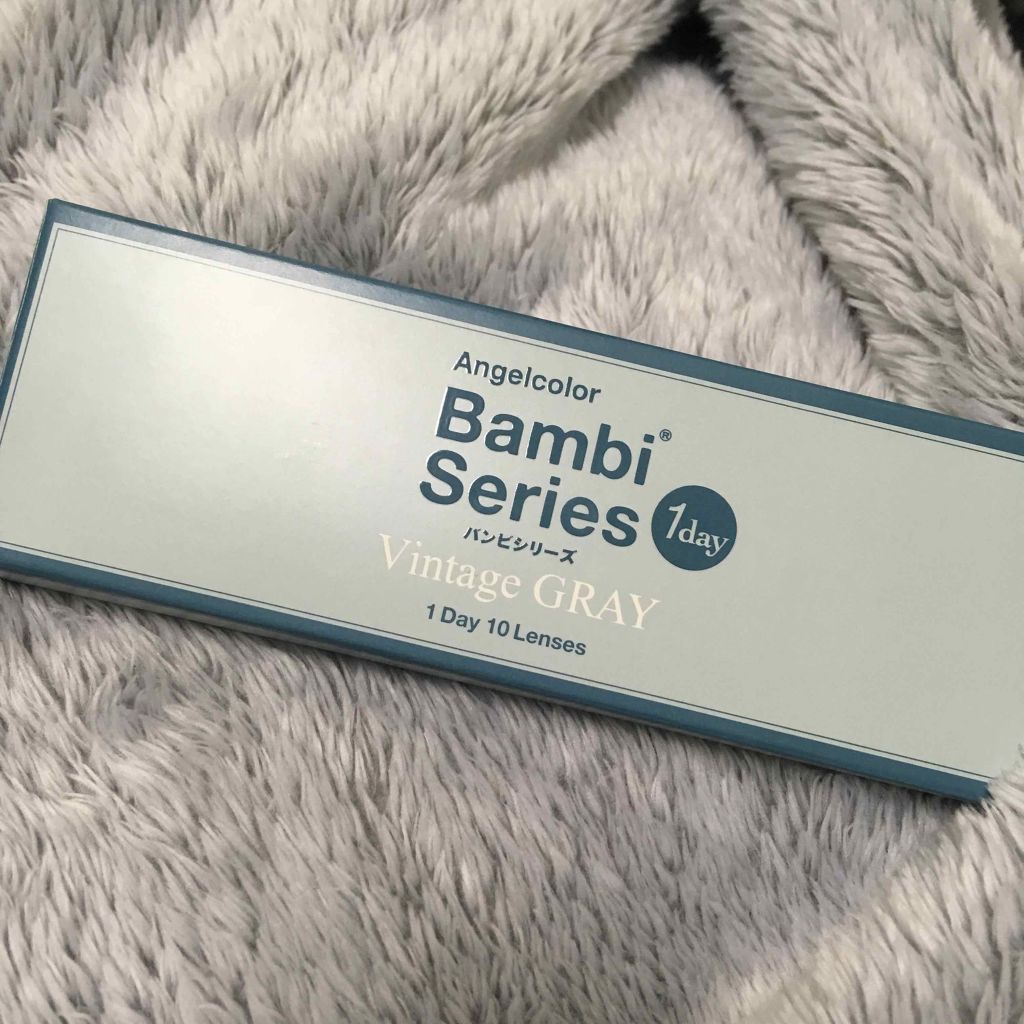 Angelcolor
Bambi®
Series 1day
バンビシリーズ
Vintage GRAY
1 Day 10 Lenses